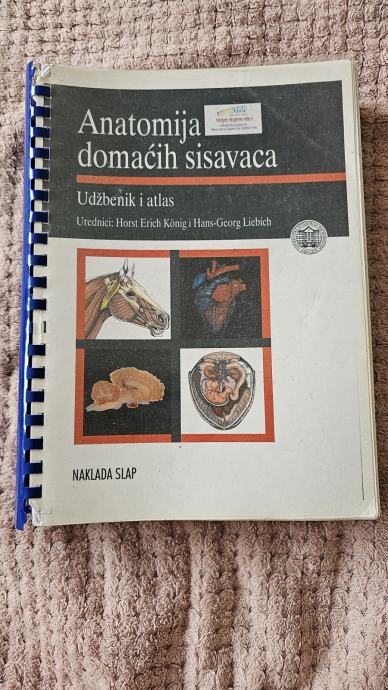 Anatomija
domaćih sisavaca
Udžbenik i atlas
Urednici: Horst Erich König i Hans-Georg Liebich
NAKLADA SLAP